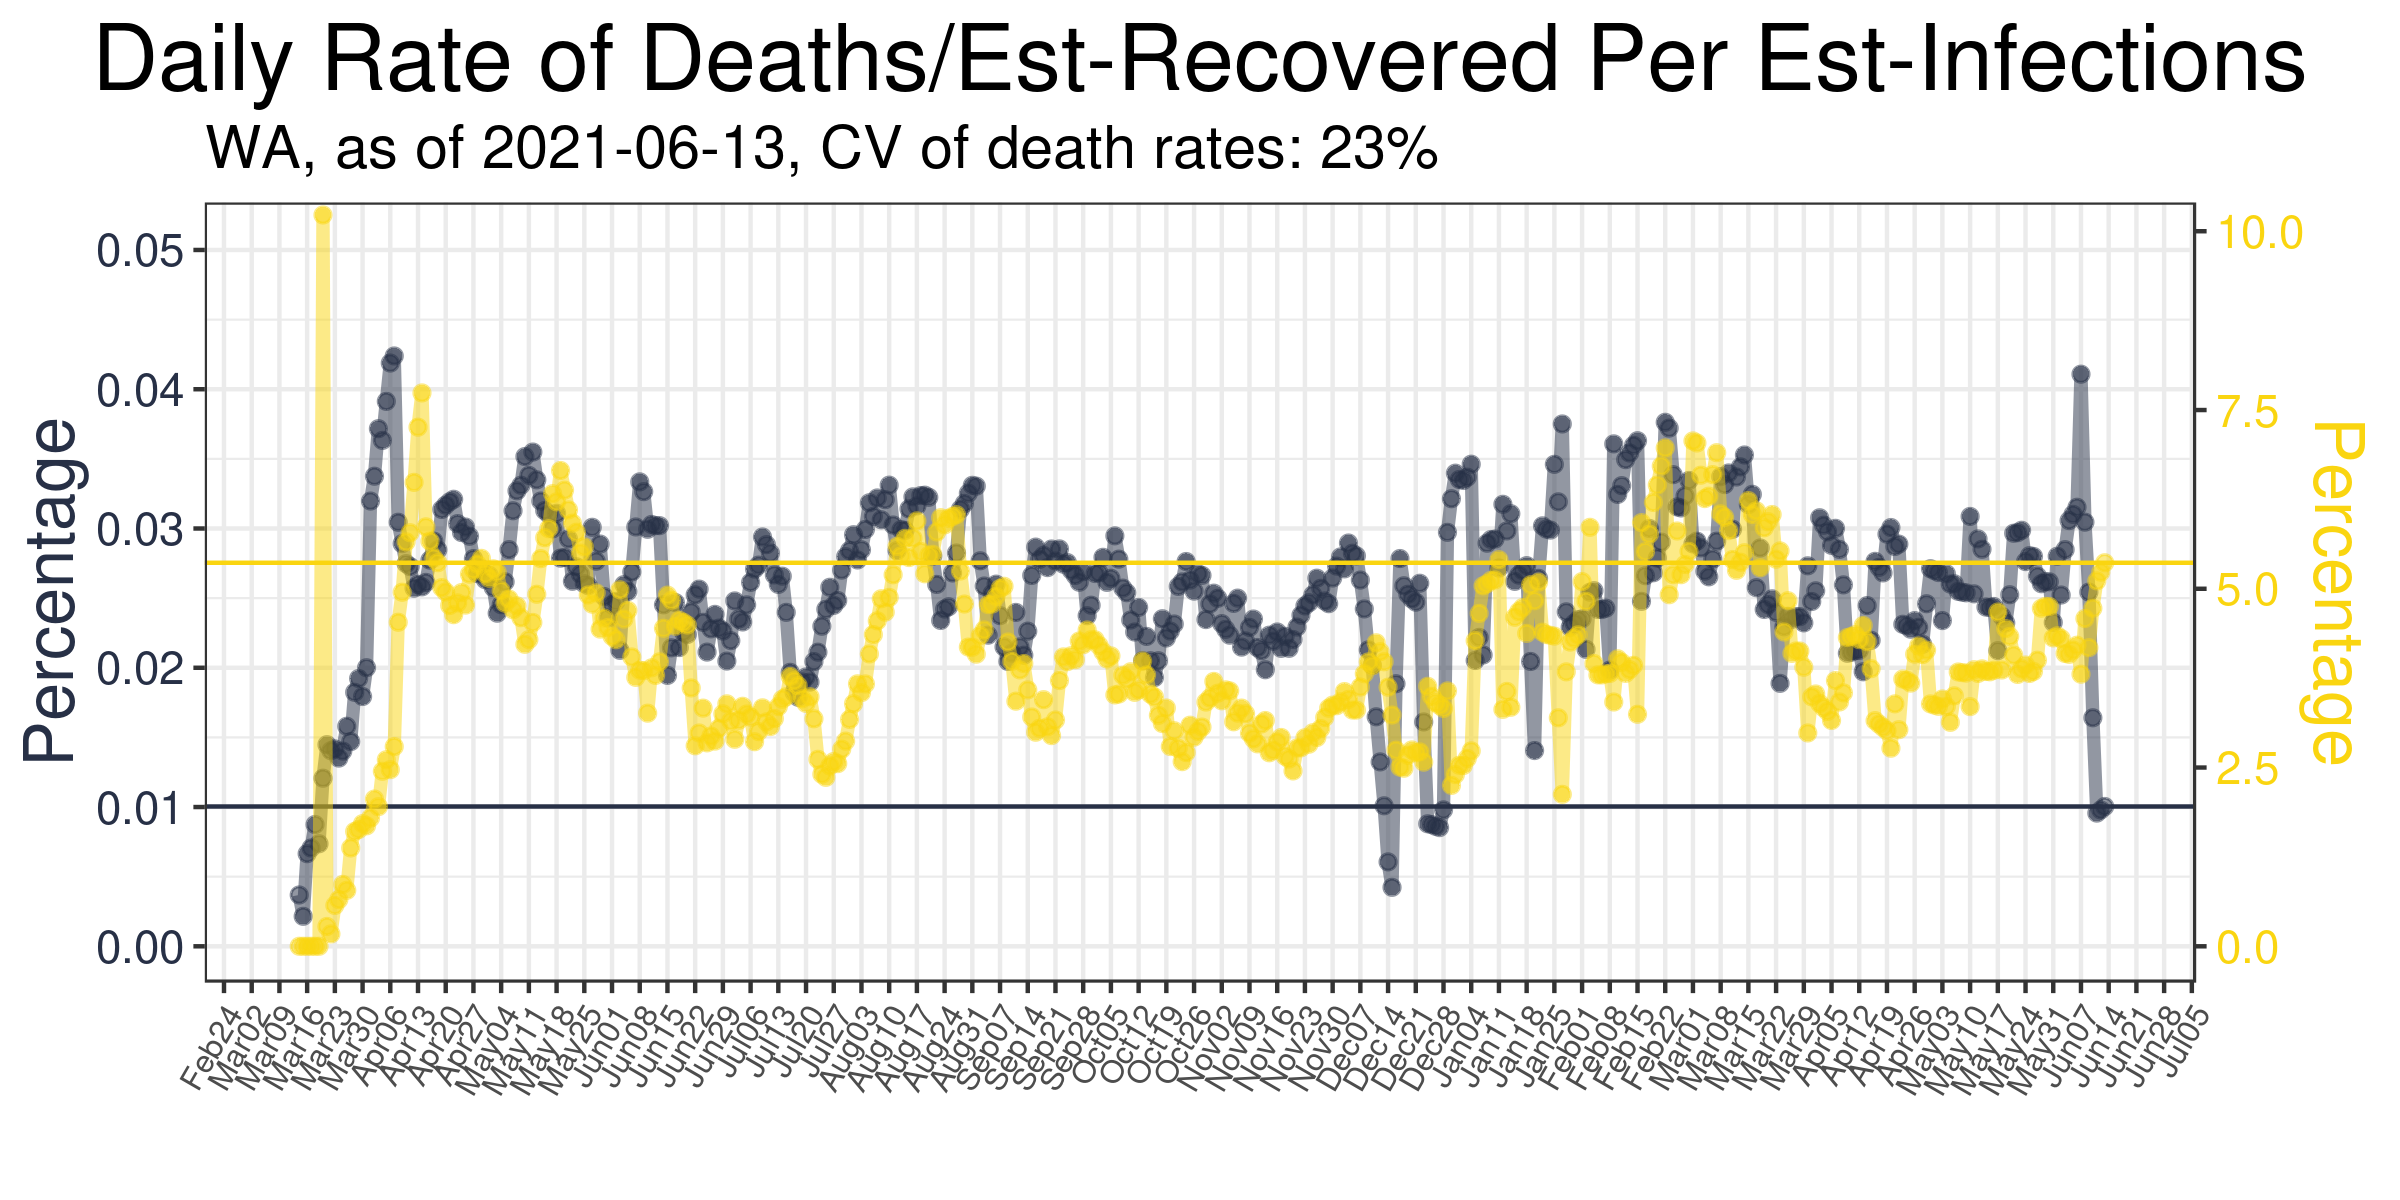 Daily Rate of Deaths/Est-Recovered Per Est-Infections
WA, as of 2021-06-13, CV of death rates: 23%
Percentage
0.05
0.04
0.03
0.02
0.01
0.00
10.0
7.5
5.0
2.5
0.0
Percentage
Feb24 Mar02 Mar09 Mar16 Mar23 Mar30 Apr06 Apr13 Apr20 Apr27 May04 May11 May18 May25 Jun01 Jun08 Jun15 Jun22 Jun29 Jul06 Jul13 Jul20 Jul27 Aug03 Aug10 Aug17 Aug24 Aug31 Sep07 Sep14 Sep21 Sep28 Oct05 Oct12 Oct19 Oct26 Nov02 Nov09 Nov16 Nov23 Nov30 Dec07 Dec14 Dec21 Dec28 Jan04 Jan11 Jan18 Jan25 Feb01 Feb08 Feb15 Feb22 Mar01 Mar08 Mar15 Mar22 Mar29 Apr05 Apr12 Apr19 Apr26 May03 May10 May17 May24 May31 Jun07 Jun14 Jun21 Jun28 Jul05